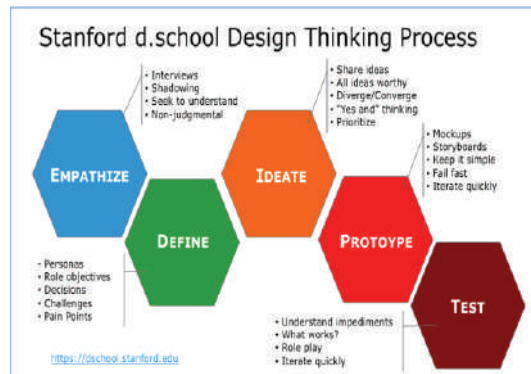 Stanford d.school Design Thinking Process
• Interviews
• Shadowing
• Seek to understand
• Non-judgmental
• Share ideas
• All ideas worthy
• Diverge/Converge
• "Yes and" thinking
• Prioritize
• Mockups
• Storyboards
• Keep it simple
• Fail fast
• Iterate quickly
EMPATHIZE
IDEATE
DEFINE
PROTOYPE
TEST
- Personas
• Role objectives
• Decisions
• Challenges
• Pain Points
• Understand impediments
• What works?
• Role play
• Iterate quickly
https://dschool.stanford.edu